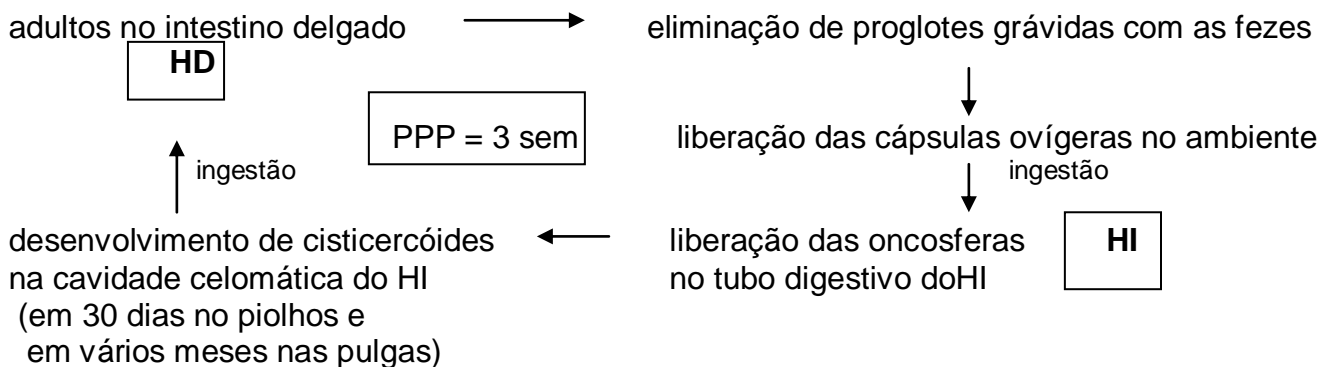 adultos no intestino delgado
eliminação de proglotes grávidas com as fezes
HD
PPP = 3 sem
liberação das cápsulas ovígeras no ambiente
ingestão
ingestão
desenvolvimento de cisticercóides
na cavidade celomática do HI
(em 30 dias no piolhos e
em vários meses nas pulgas)
liberação das oncosferas
no tubo digestivo doHI
HI